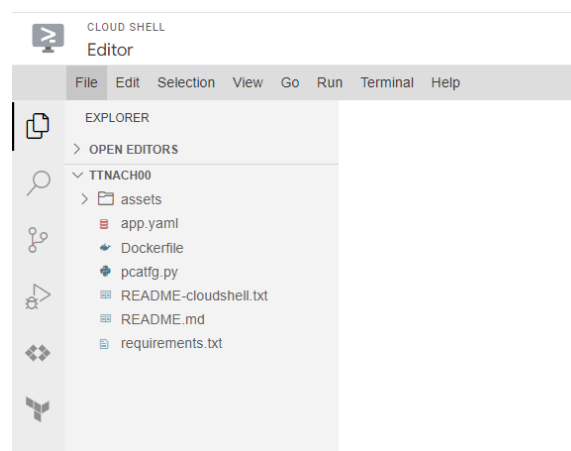 CLOUD SHELL
Editor
File Edit Selection View Go Run Terminal Help
EXPLORER
OPEN EDITORS
TTNACH00
assets
app.yaml
Dockerfile
pcatfg.py
README-cloudshell.txt
README.md
requirements.txt